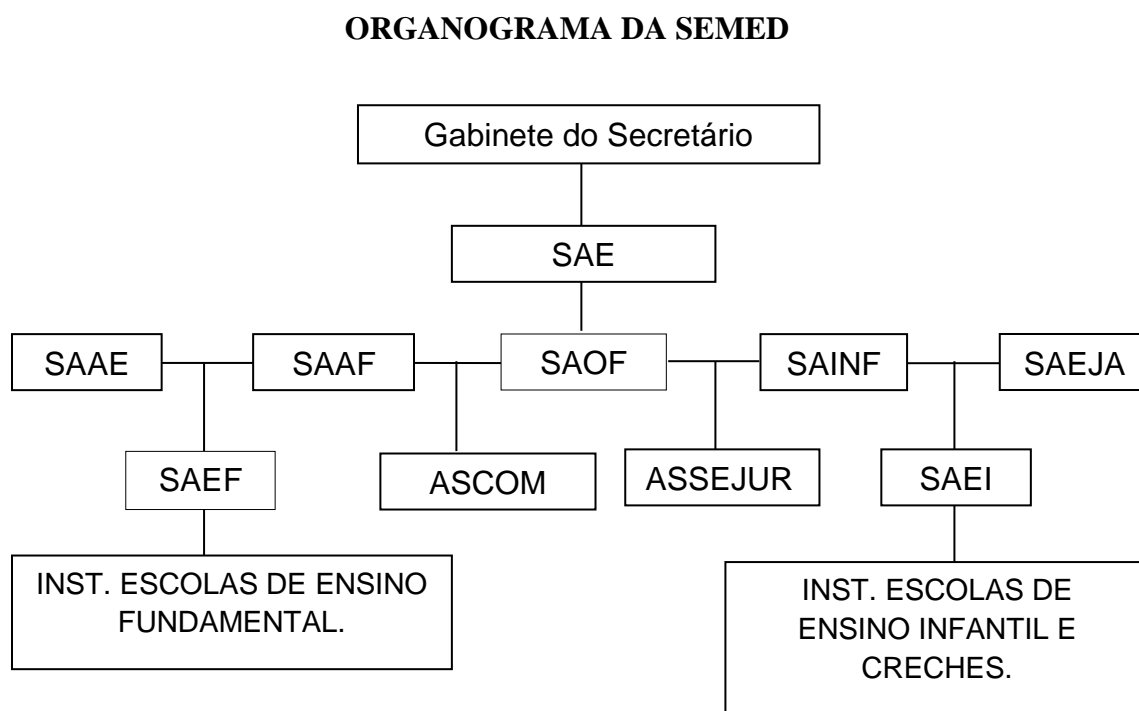 ORGANOGRAMA DA SEMED
Gabinete do Secretário
SAE
SAAE
SAAF
SAOF
SAINF
SAEJA
SAEF
ASCOM
ASSEJUR
SAEI
INST. ESCOLAS DE ENSINO
FUNDAMENTAL.
INST. ESCOLAS DE
ENSINO INFANTIL E
CRECHES.